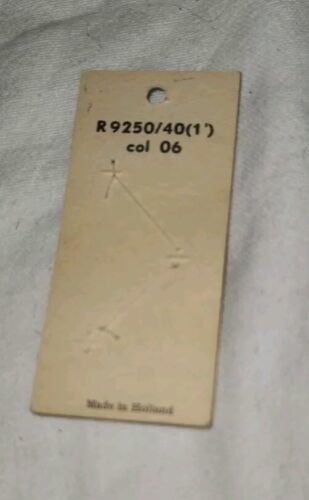 R 9250/40(1')
col 06
Made in Holland